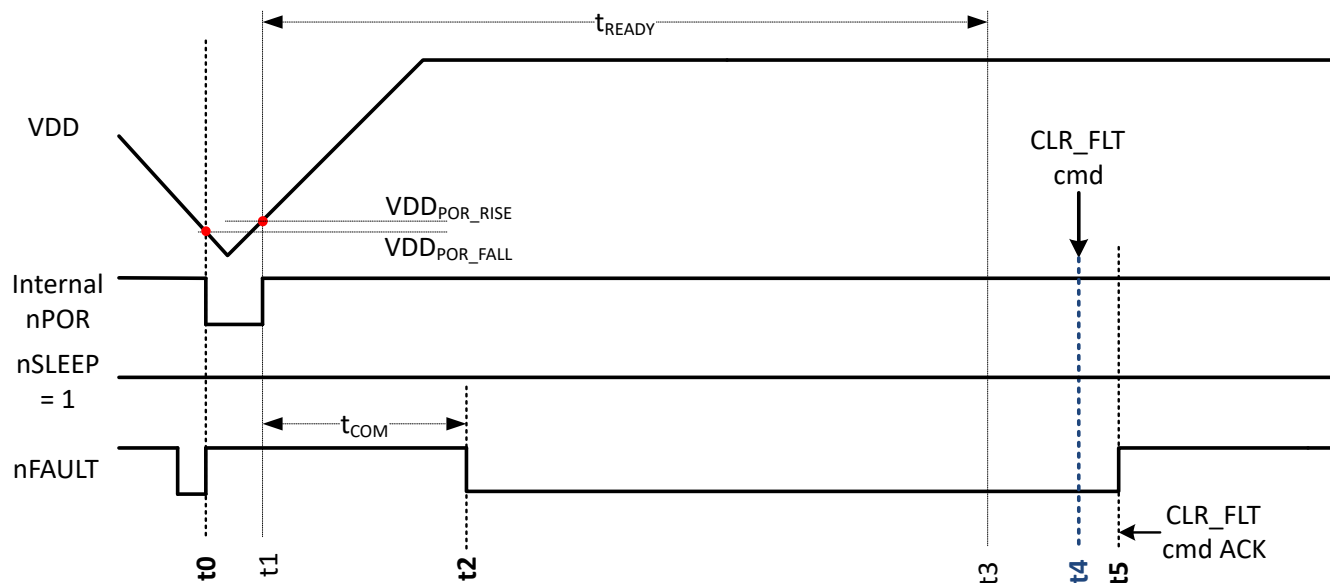 tREADY
VDD
CLR_FLT
cmd
VDDPOR_RISE
VDDPOR_FALL
Internal
nPOR
nSLEEP
= 1
tCOM
nFAULT
CLR_FLT
cmd ACK
t0
t1
t2
t3
t4
t5